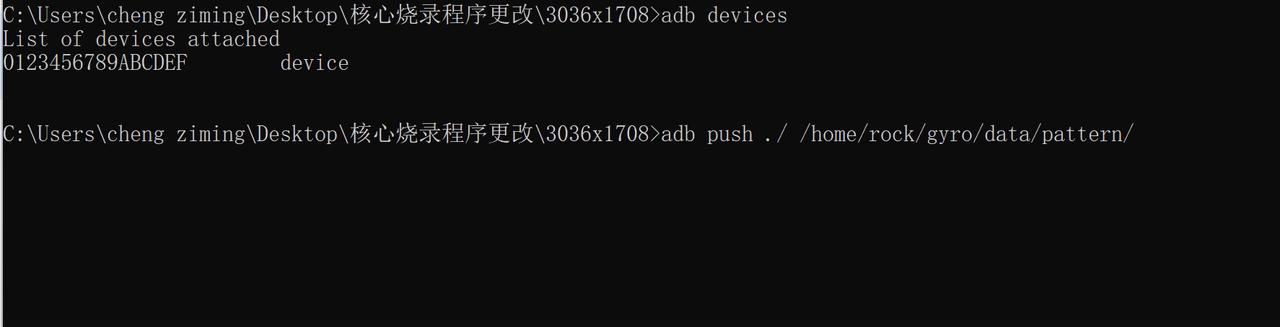 C:\Users\cheng ziming\Desktop\核心烧录程序更改\3036x1708>adb devices
List of devices attached
0123456789ABCDEF        device
C:\Users\cheng ziming\Desktop\核心烧录程序更改\3036x1708>adb push ./ /home/rock/gyro/data/pattern/